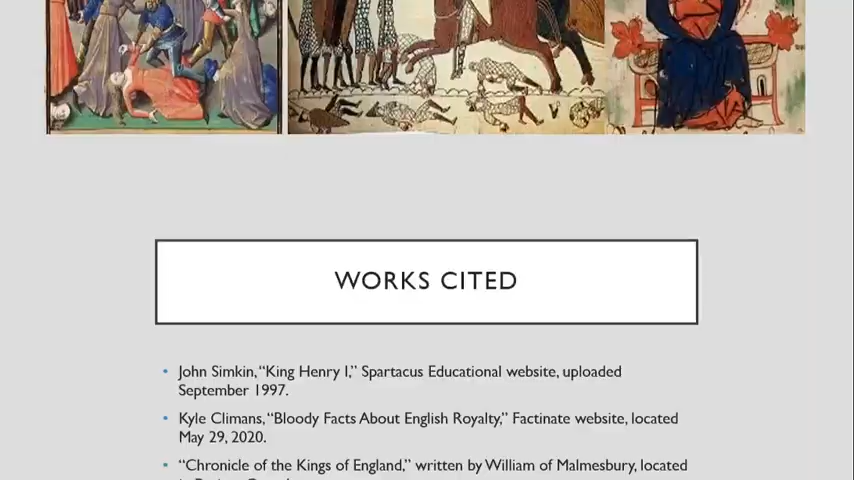 WORKS CITED
• John Simkin, “King Henry I,” Spartacus Educational website, uploaded
September 1997.
• Kyle Climans, “Bloody Facts About English Royalty,” Factinate website, located
May 29, 2020.
• “Chronicle of the Kings of England,” written by William of Malmesbury, located